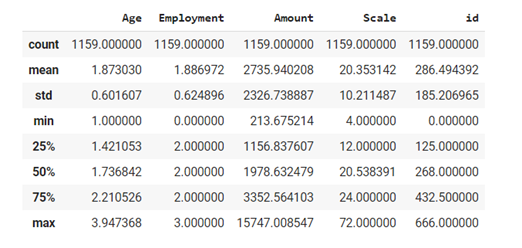 Age Employment Amount Scale id
count 1159.000000 1159.000000 1159.000000 1159.000000 1159.000000
mean 1.873030 1.886972 2735.940208 20.353142 286.494392
std 0.601607 0.624896 2326.738887 10.211487 185.206965
min 1.000000 0.000000 213.675214 4.000000 0.000000
25% 1.421053 2.000000 1156.837607 12.000000 125.000000
50% 1.736842 2.000000 1978.632479 20.538391 268.000000
75% 2.210526 2.000000 3352.564103 24.000000 432.500000
max 3.947368 3.000000 15747.008547 72.000000 666.000000